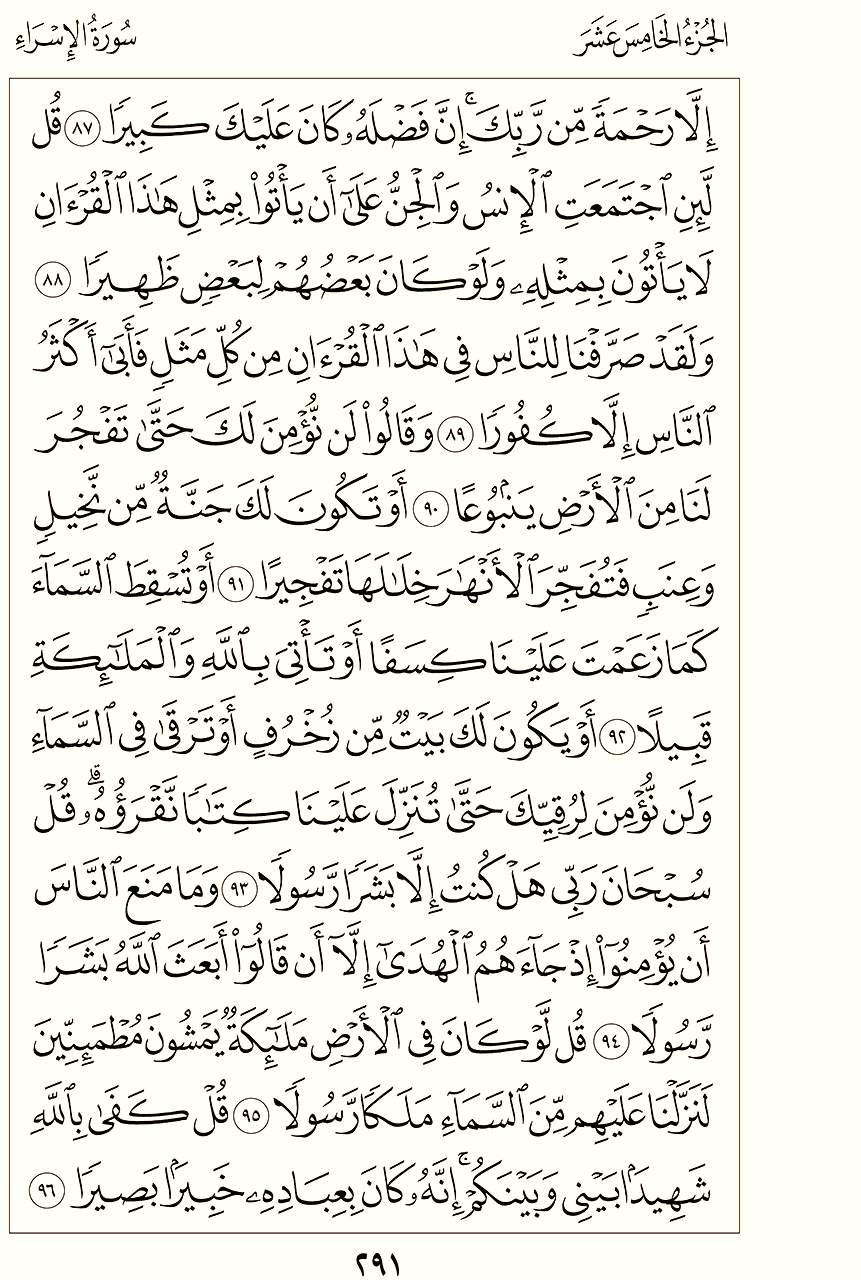 الجُزْءُ الخَامِسَ عَشَرَ سُورَةُ الإِسْرَاءِ
إِلَّا رَحْمَةً مِّن رَّبِّكَۚ إِنَّ فَضْلَهُۥ كَانَ عَلَيْكَ كَبِيرًا ٨٧ قُل
لَّئِنِ ٱجْتَمَعَتِ ٱلْإِنسُ وَٱلْجِنُّ عَلَىٰٓ أَن يَأْتُوا۟ بِمِثْلِ هَٰذَا ٱلْقُرْءَانِ
لَا يَأْتُونَ بِمِثْلِهِۦ وَلَوْ كَانَ بَعْضُهُمْ لِبَعْضٍ ظَهِيرًا ٨٨
وَلَقَدْ صَرَّفْنَا لِلنَّاسِ فِى هَٰذَا ٱلْقُرْءَانِ مِن كُلِّ مَثَلٍ فَأَبَىٰٓ أَكْثَرُ
ٱلنَّاسِ إِلَّا كُفُورًا ٨٩ وَقَالُوا۟ لَن نُّؤْمِنَ لَكَ حَتَّىٰ تَفْجُرَ
لَنَا مِنَ ٱلْأَرْضِ يَنۢبُوعًا ٩٠ أَوْ تَكُونَ لَكَ جَنَّةٌ مِّن نَّخِيلٍ
وَعِنَبٍ فَتُفَجِّرَ ٱلْأَنْهَٰرَ خِلَٰلَهَا تَفْجِيرًا ٩١ أَوْ تُسْقِطَ ٱلسَّمَآءَ
كَمَا زَعَمْتَ عَلَيْنَا كِسَفًا أَوْ تَأْتِىَ بِٱللَّهِ وَٱلْمَلَٰٓئِكَةِ
قَبِيلًا ٩٢ أَوْ يَكُونَ لَكَ بَيْتٌ مِّن زُخْرُفٍ أَوْ تَرْقَىٰ فِى ٱلسَّمَآءِ
وَلَن نُّؤْمِنَ لِرُقِيِّكَ حَتَّىٰ تُنَزِّلَ عَلَيْنَا كِتَٰبًا نَّقْرَؤُهُۥۗ قُلْ
سُبْحَانَ رَبِّى هَلْ كُنتُ إِلَّا بَشَرًا رَّسُولًا ٩٣ وَمَا مَنَعَ ٱلنَّاسَ
أَن يُؤْمِنُوٓا۟ إِذْ جَآءَهُمُ ٱلْهُدَىٰٓ إِلَّآ أَن قَالُوٓا۟ أَبَعَثَ ٱللَّهُ بَشَرًا
رَّسُولًا ٩٤ قُل لَّوْ كَانَ فِى ٱلْأَرْضِ مَلَٰٓئِكَةٌ يَمْشُونَ مُطْمَئِنِّينَ
لَنَزَّلْنَا عَلَيْهِم مِّنَ ٱلسَّمَآءِ مَلَكًا رَّسُولًا ٩٥ قُلْ كَفَىٰ بِٱللَّهِ
شَهِيدًۢا بَيْنِى وَبَيْنَكُمْۚ إِنَّهُۥ كَانَ بِعِبَادِهِۦ خَبِيرًۢا بَصِيرًا ٩٦
٢٩١